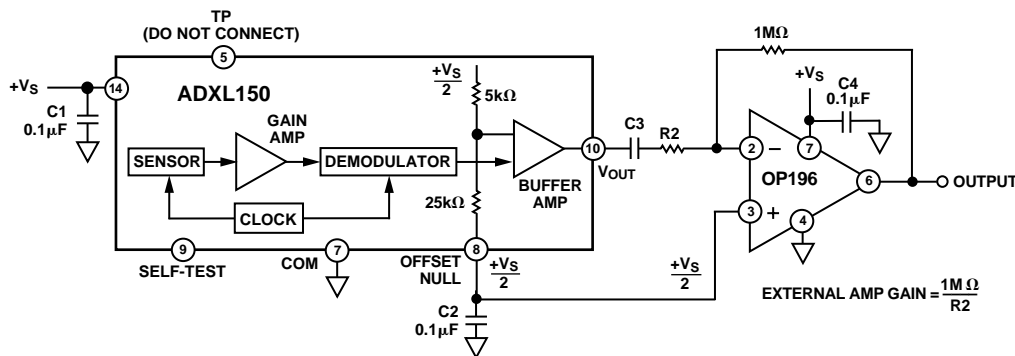 TP
(DO NOT CONNECT)
5
+VS
14
C1
0.1µF
ADXL150
+VS
2
5kΩ
GAIN
AMP
SENSOR
DEMODULATOR
CLOCK
25kΩ
BUFFER
AMP
10
VOUT
9
SELF-TEST
7
COM
8
OFFSET
NULL
+VS
2
C2
0.1µF
C3
R2
1MΩ
+VS
C4
0.1µF
2
−
7
OP196
6
OUTPUT
3
+
4
+VS
2
EXTERNAL AMP GAIN = 1MΩ
R2